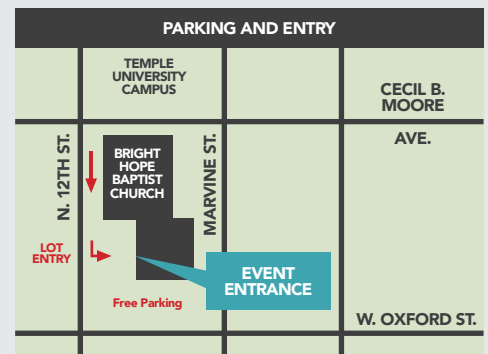 PARKING AND ENTRY
TEMPLE
UNIVERSITY
CAMPUS
CECIL B.
MOORE
AVE.
N. 12TH ST.
BRIGHT
HOPE
BAPTIST
CHURCH
MARVINE ST.
LOT
ENTRY
EVENT
ENTRANCE
Free Parking
W. OXFORD ST.